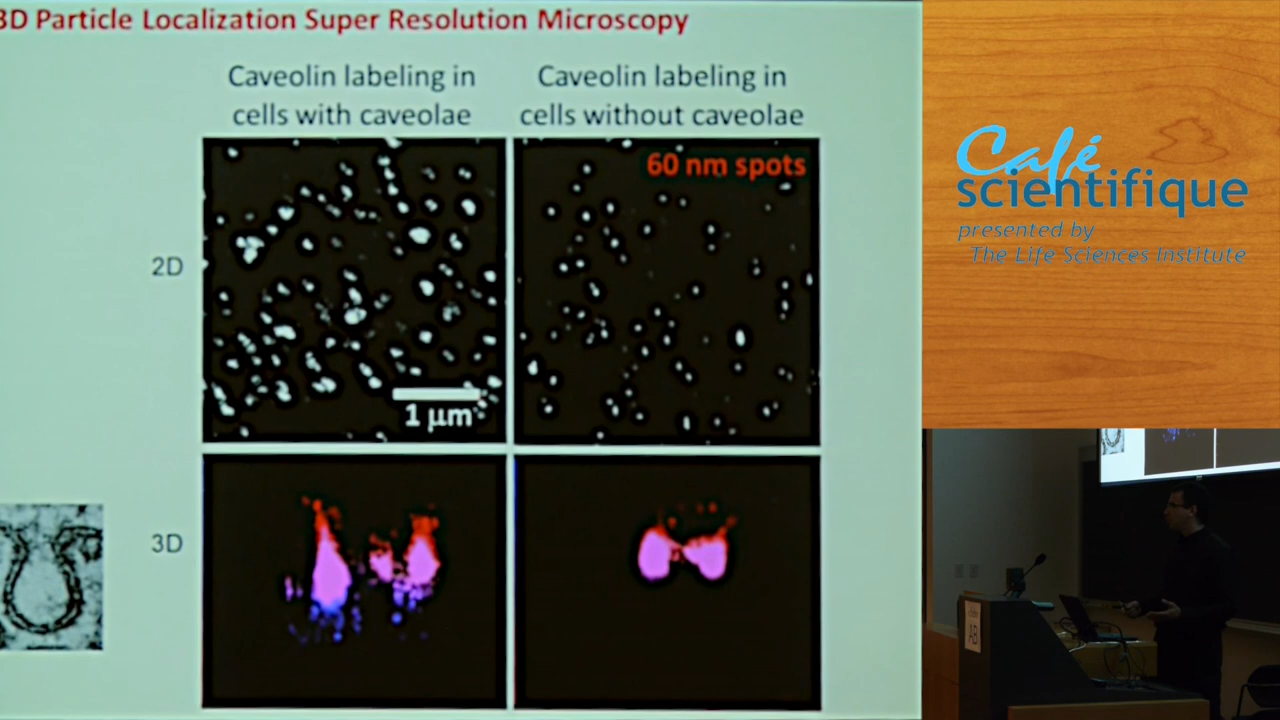 3D Particle Localization Super Resolution Microscopy
Caveolin labeling in
cells with caveolae
Caveolin labeling in
cells without caveolae
60 nm spots
2D
1 µm
3D
Café
scientifique
presented by
The Life Sciences Institute
AB